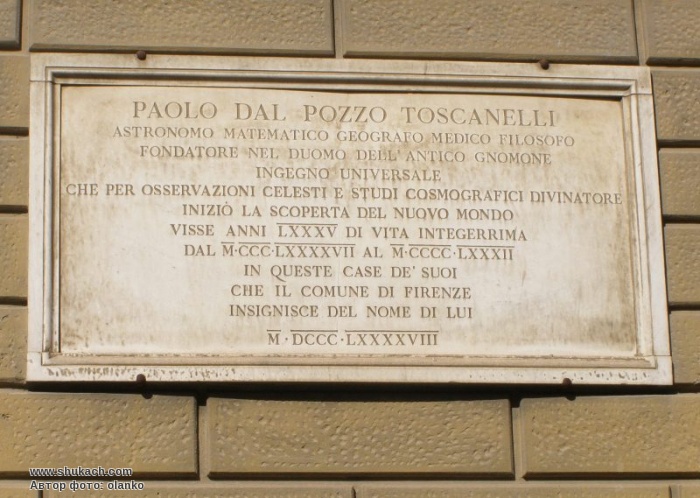 PAOLO DAL POZZO TOSCANELLI
ASTRONOMO MATEMATICO GEOGRAFO MEDICO FILOSOFO
FONDATORE NEL DUOMO DELL'ANTICO GNOMONE
INGEGNO UNIVERSALE
CHE PER OSSERVAZIONI CELESTI E STUDI COSMOGRAFICI DIVINATORE
INIZIÒ LA SCOPERTA DEL NUOVO MONDO
VISSE ANNI LXXXV DI VITA INTEGERRIMA
DAL M·CCC·LXXXXVII AL M·CCCC·LXXXII
IN QUESTE CASE DE' SUOI
CHE IL COMUNE DI FIRENZE
INSIGNISCE DEL NOME DI LUI
M·DCCC·LXXXXVIII
www.shukach.com
Автор фото: olanko